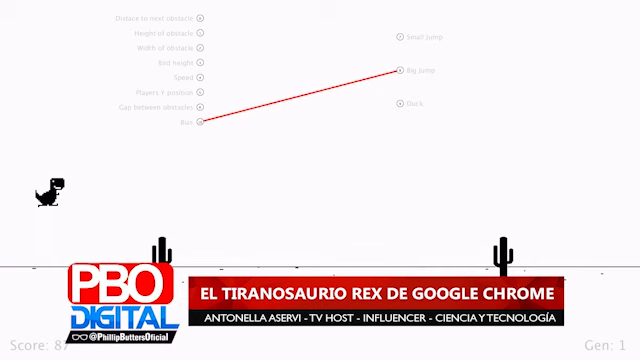 Distace to next obstacle
Height of obstacle
Width of obstacle
Bird height
Speed
Players Y position
Gap between obstacles
Bias
Small Jump
Big Jump
Duck
PBO
DIGITAL
@PhillipButtersOficial
EL TIRANOSAURIO REX DE GOOGLE CHROME
ANTONELLA ASERVI - TV HOST - INFLUENCER - CIENCIA Y TECNOLOGÍA
Score: 87
Gen: 1